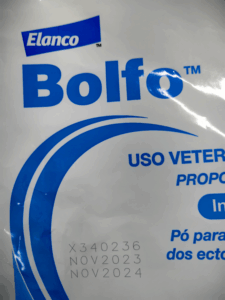 Elanco
Bolfo™
USO VETER
PROPO
In
Pó para
dos ecto
X340236
NOV2023
NOV2024